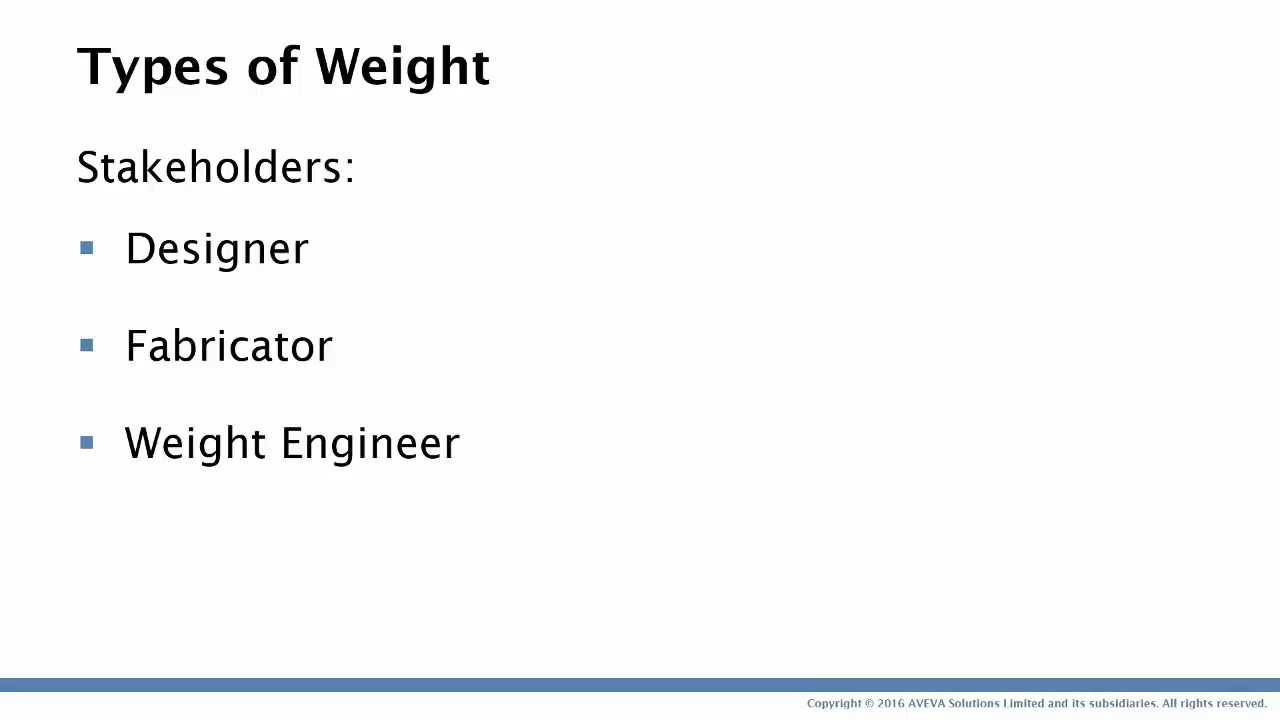 Types of Weight
Stakeholders:
Designer
Fabricator
Weight Engineer
Copyright © 2016 AVEVA Solutions Limited and its subsidiaries. All rights reserved.